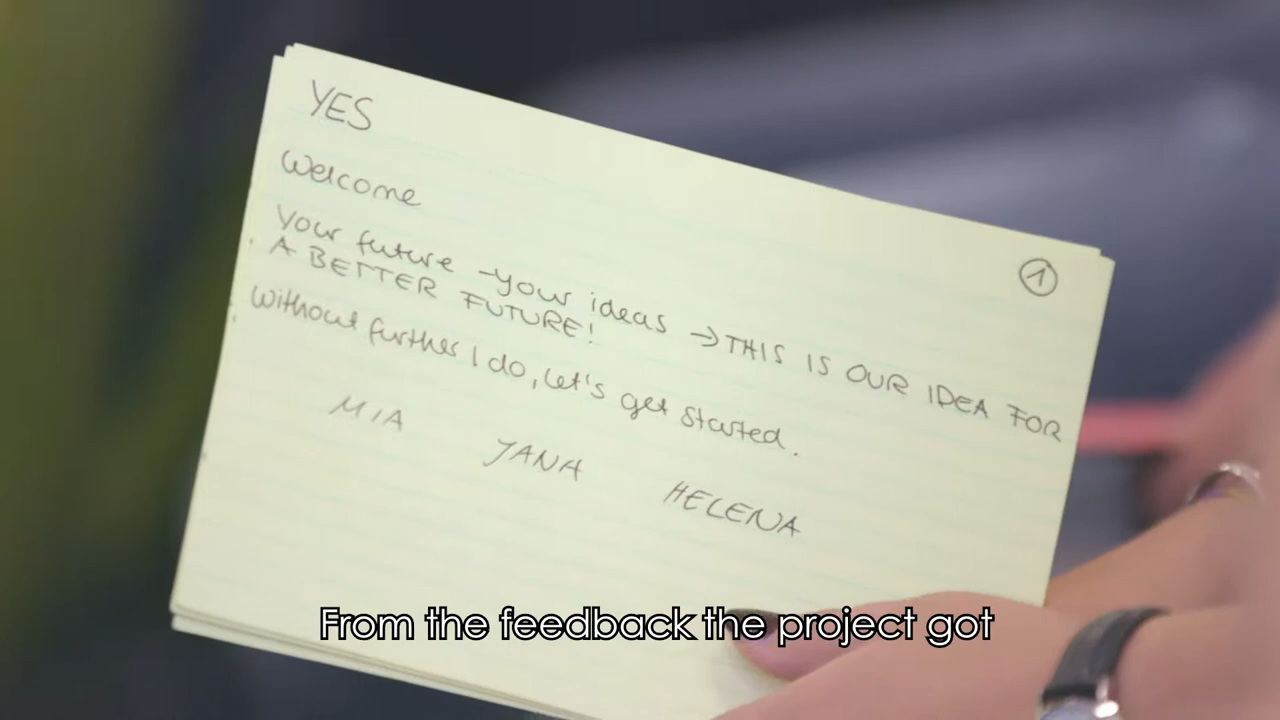 YES
Welcome
①
Your future - your ideas → THIS IS OUR IDEA FOR
A BETTER FUTURE!
Without further I do, let's get started.
MIA JANA HELENA
From the feedback the project got